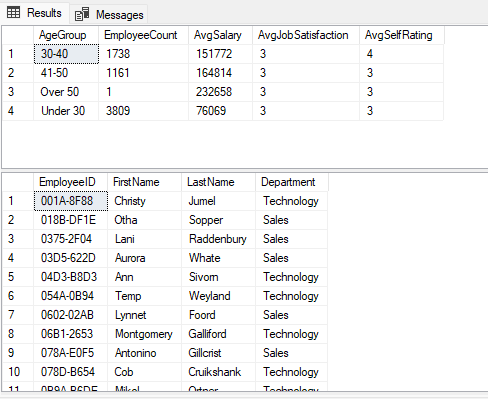 Results Messages
AgeGroup EmployeeCount AvgSalary AvgJobSatisfaction AvgSelfRating
1 30-40 1738 151772 3 4
2 41-50 1161 164814 3 3
3 Over 50 1 232658 3 3
4 Under 30 3809 76069 3 3
EmployeeID FirstName LastName Department
1 001A-8F88 Christy Jumel Technology
2 018B-DF1E Otha Sopper Sales
3 0375-2F04 Lani Raddenbury Sales
4 03D5-622D Aurora Whate Sales
5 04D3-B8D3 Ann Sivorn Technology
6 054A-0B94 Temp Weyland Technology
7 0602-02AB Lynnet Foord Sales
8 06B1-2653 Montgomery Galliford Technology
9 078A-E0F5 Antonino Gillcrist Sales
10 078D-B654 Cob Cruikshank Technology
11 Mikel Ortner Technology